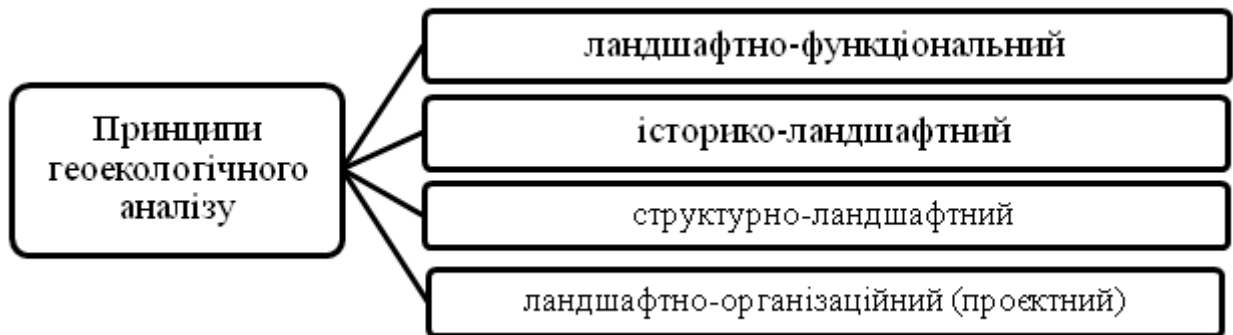 Принципи
геоекологічного
аналізу
ландшафтно-функціональний
історико-ландшафтний
структурно-ландшафтний
ландшафтно-організаційний (проєктний)